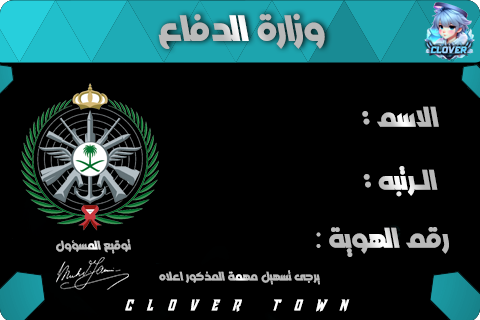 وزارة الدفاع
CLOVER
الاسم :
الرتبه :
رقم الهوية :
توقيع المسؤول
يرجى تسهيل مهمة المذكور اعلاه
CLOVER TOWN